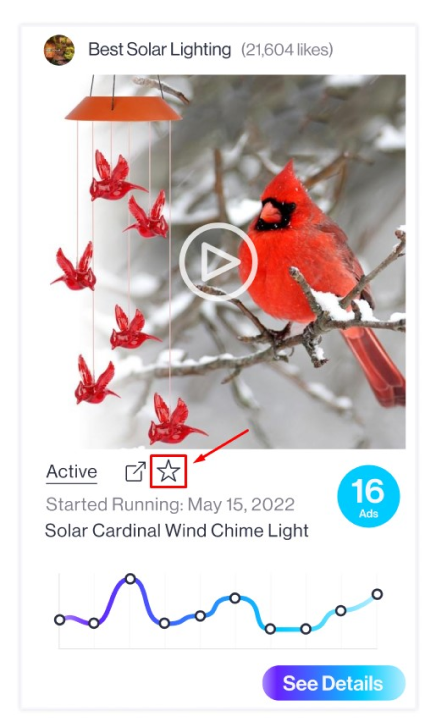 Best Solar Lighting (21,604 likes)
Active
Started Running: May 15, 2022
16
Ads
Solar Cardinal Wind Chime Light
See Details